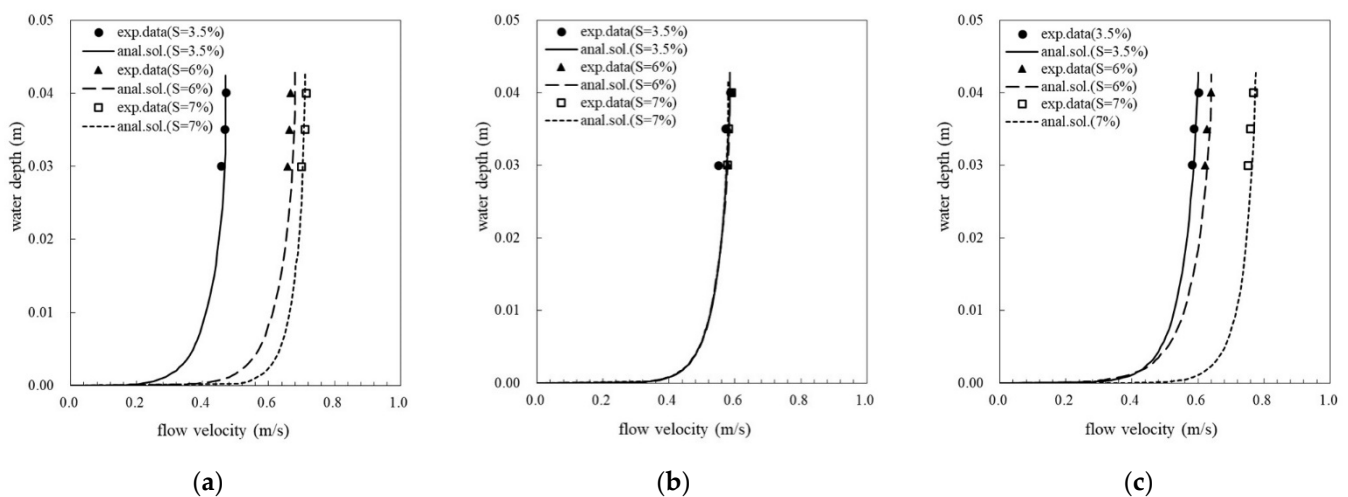 0.05
exp.data(S=3.5%)
anal.sol.(S=3.5%)
exp.data(S=6%)
anal.sol.(S=6%)
exp.data(S=7%)
anal.sol.(S=7%)
0.04
0.03
0.02
0.01
0.00
water depth (m)
0.0 0.2 0.4 0.6 0.8 1.0
flow velocity (m/s)
(a)
0.05
exp.data(S=3.5%)
anal.sol.(S=3.5%)
exp.data(S=6%)
anal.sol.(S=6%)
exp.data(S=7%)
anal.sol.(S=7%)
0.04
0.03
0.02
0.01
0.00
water depth (m)
0.0 0.2 0.4 0.6 0.8 1.0
flow velocity (m/s)
(b)
0.05
exp.data(3.5%)
anal.sol.(S=3.5%)
exp.data(S=6%)
anal.sol.(S=6%)
exp.data(S=7%)
anal.sol.(7%)
0.04
0.03
0.02
0.01
0.00
water depth (m)
0.0 0.2 0.4 0.6 0.8 1.0
flow velocity (m/s)
(c)